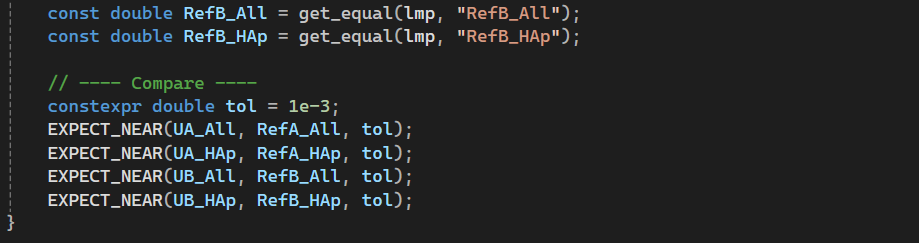 const double RefB_All = get_equal(lmp, "RefB_All");
const double RefB_HAp = get_equal(lmp, "RefB_HAp");
// ---- Compare ----
constexpr double tol = 1e-3;
EXPECT_NEAR(UA_All, RefA_All, tol);
EXPECT_NEAR(UA_HAp, RefA_HAp, tol);
EXPECT_NEAR(UB_All, RefB_All, tol);
EXPECT_NEAR(UB_HAp, RefB_HAp, tol);
}